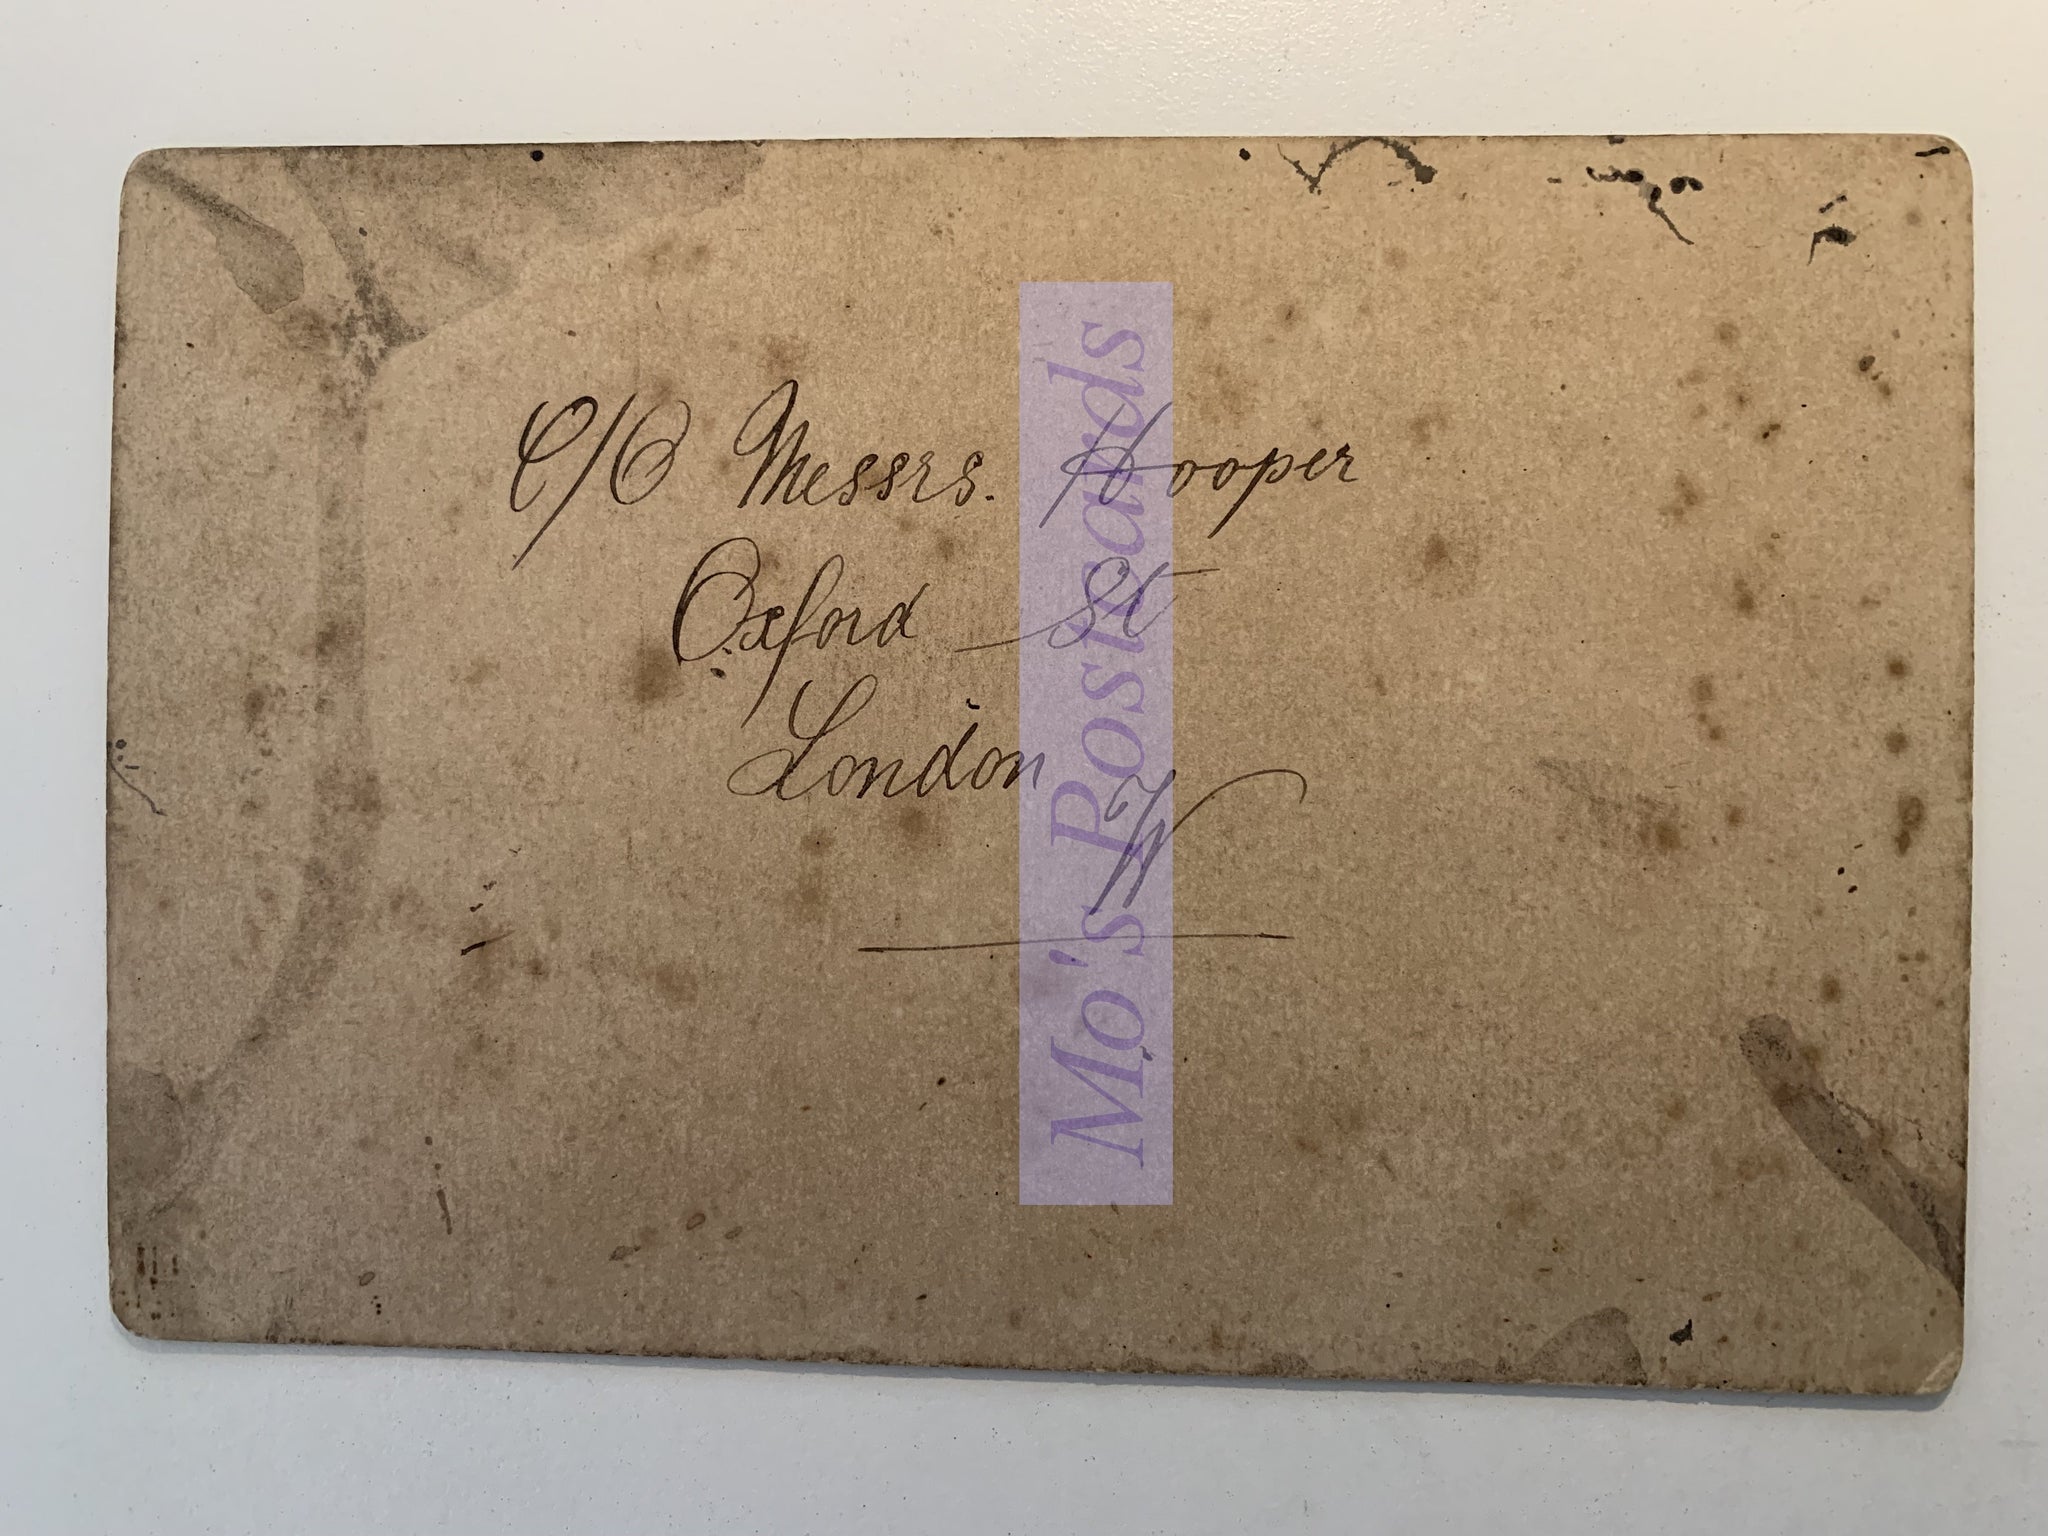 C/O Messrs. Hooper
Oxford St
London
W
Mo's Postcards